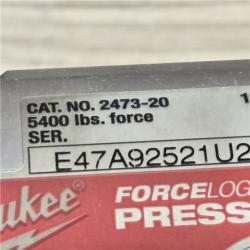 CAT. NO. 2473-20
5400 lbs. force
SER.
E47A92521U2
FORCELOG
PRESS